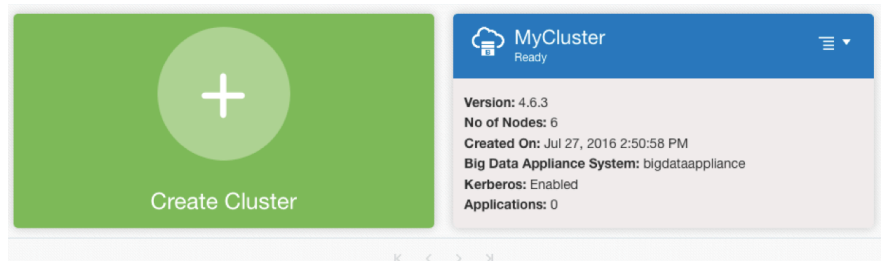 Create Cluster
MyCluster
Ready
Version: 4.6.3
No of Nodes: 6
Created On: Jul 27, 2016 2:50:58 PM
Big Data Appliance System: bigdataappliance
Kerberos: Enabled
Applications: 0